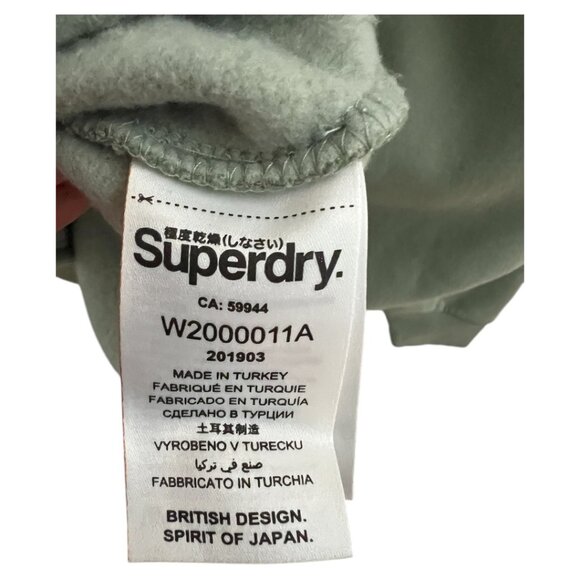 極度乾燥(しなさい)
Superdry.
CA: 59944
W2000011A
201903
MADE IN TURKEY
FABRIQUÉ EN TURQUIE
FABRICADO EN TURQUÍA
СДЕЛАНО В ТУРЦИИ
土耳其制造
VYROBENO V TURECKU
صنع في تركيا
FABBRICATO IN TURCHIA
BRITISH DESIGN.
SPIRIT OF JAPAN.